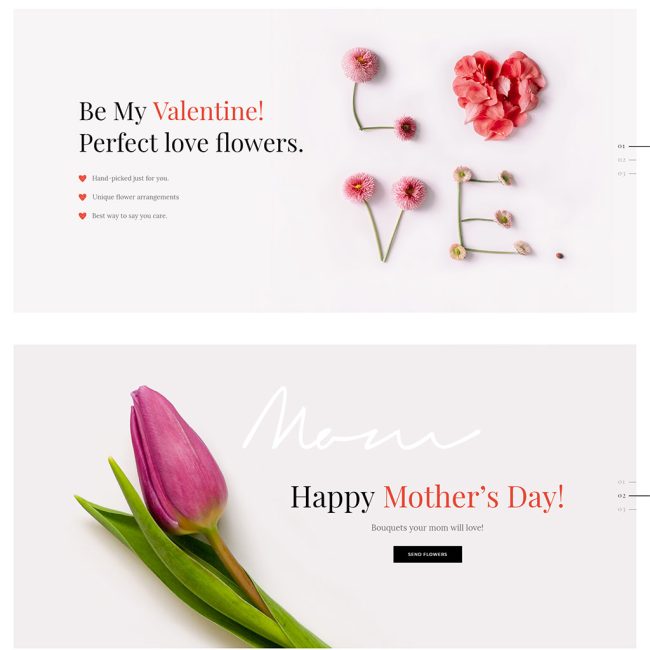 Be My Valentine!
Perfect love flowers.
Hand-picked just for you.
Unique flower arrangements
Best way to say you care.
LOVE.
01
02
03
Mom
Happy Mother's Day!
Bouquets your mom will love!
SEND FLOWERS
01
02
03